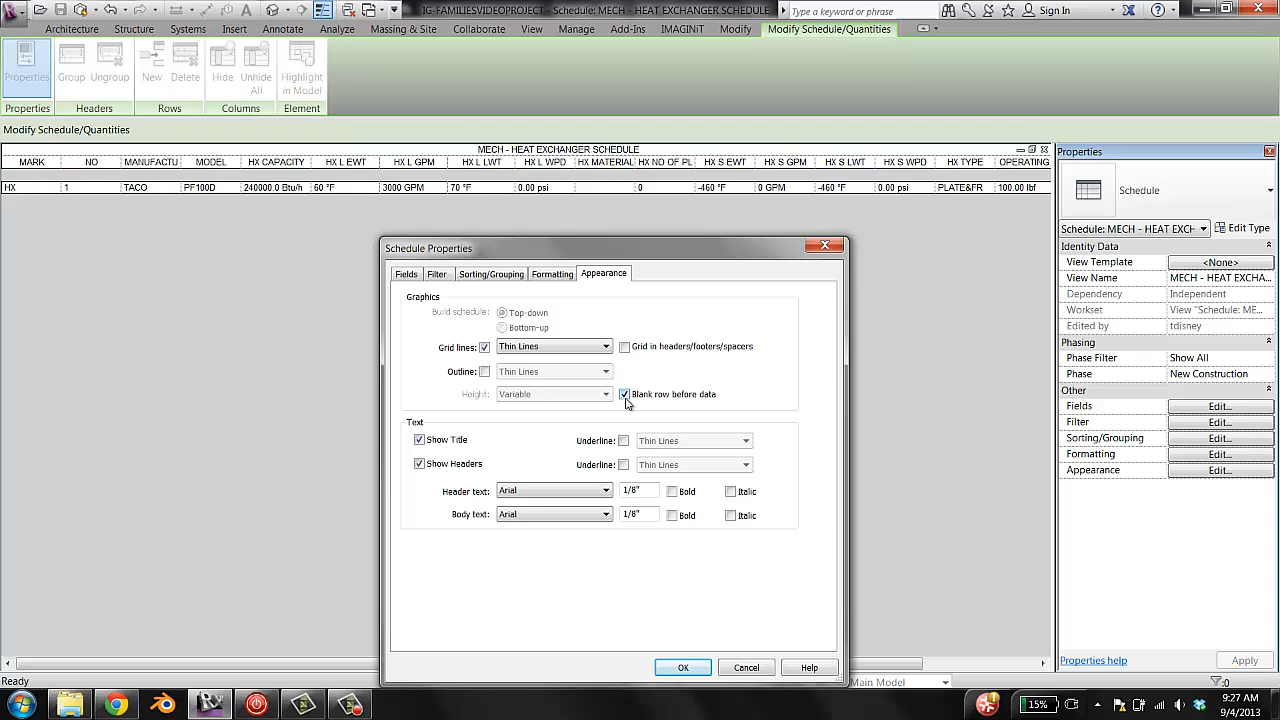 IG-FAMILIESVIDEOPROJECT - Schedule: MECH - HEAT EXCHANGER SCHEDULE
Type a keyword or phrase
Sign In
Architecture Structure Systems Insert Annotate Analyze Massing & Site Collaborate View Manage Add-Ins IMAGINiT Modify Modify Schedule/Quantities
Properties Group Ungroup New Delete Hide Unhide All Highlight in Model
Properties Headers Rows Columns Element
Modify Schedule/Quantities
MECH - HEAT EXCHANGER SCHEDULE
MARK NO MANUFACTU MODEL HX CAPACITY HX L EWT HX L GPM HX L LWT HX L WPD HX MATERIAL HX NO OF PL HX S EWT HX S GPM HX S LWT HX S WPD HX TYPE OPERATING
HX 1 TACO PF100D 240000.0 Btu/h 60 °F 3000 GPM 70 °F 0.00 psi 0 -460 °F 0 GPM -460 °F 0.00 psi PLATE&FR 100.00 lbf
Schedule Properties
Fields Filter Sorting/Grouping Formatting Appearance
Graphics
Build schedule: Top-down
Bottom-up
Grid lines: Thin Lines Grid in headers/footers/spacers
Outline: Thin Lines
Height: Variable Blank row before data
Text
Show Title Underline: Thin Lines
Show Headers Underline: Thin Lines
Header text: Arial 1/8" Bold Italic
Body text: Arial 1/8" Bold Italic
OK Cancel Help
Properties
Schedule
Schedule: MECH - HEAT EXCH Edit Type
Identity Data
View Template <None>
View Name MECH - HEAT EXCHA...
Dependency Independent
Workset View "Schedule: ME...
Edited by tdisney
Phasing
Phase Filter Show All
Phase New Construction
Other
Fields Edit...
Filter Edit...
Sorting/Grouping Edit...
Formatting Edit...
Appearance Edit...
Properties help Apply
Ready
Main Model
:0
15%
9:27 AM
9/4/2013